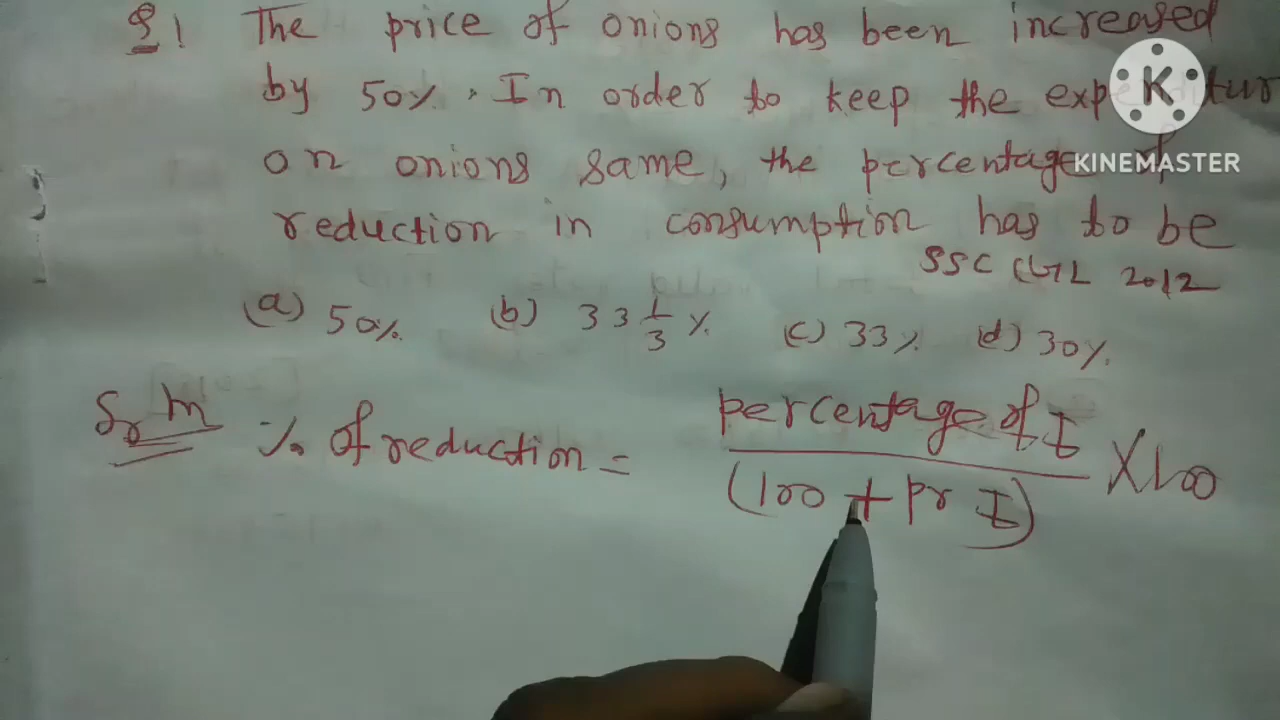 Q1 The price of onions has been increased
by 50%. In order to keep the
on onions same, the percentage of
KINEMASTER
reduction in consumption has to be
SSC CGL 2012
(a) 50%. (b) 33 1/3 %. (c) 33%. (d) 30%.
Soln %. of reduction = percentage of I / (100 + pr I) X100